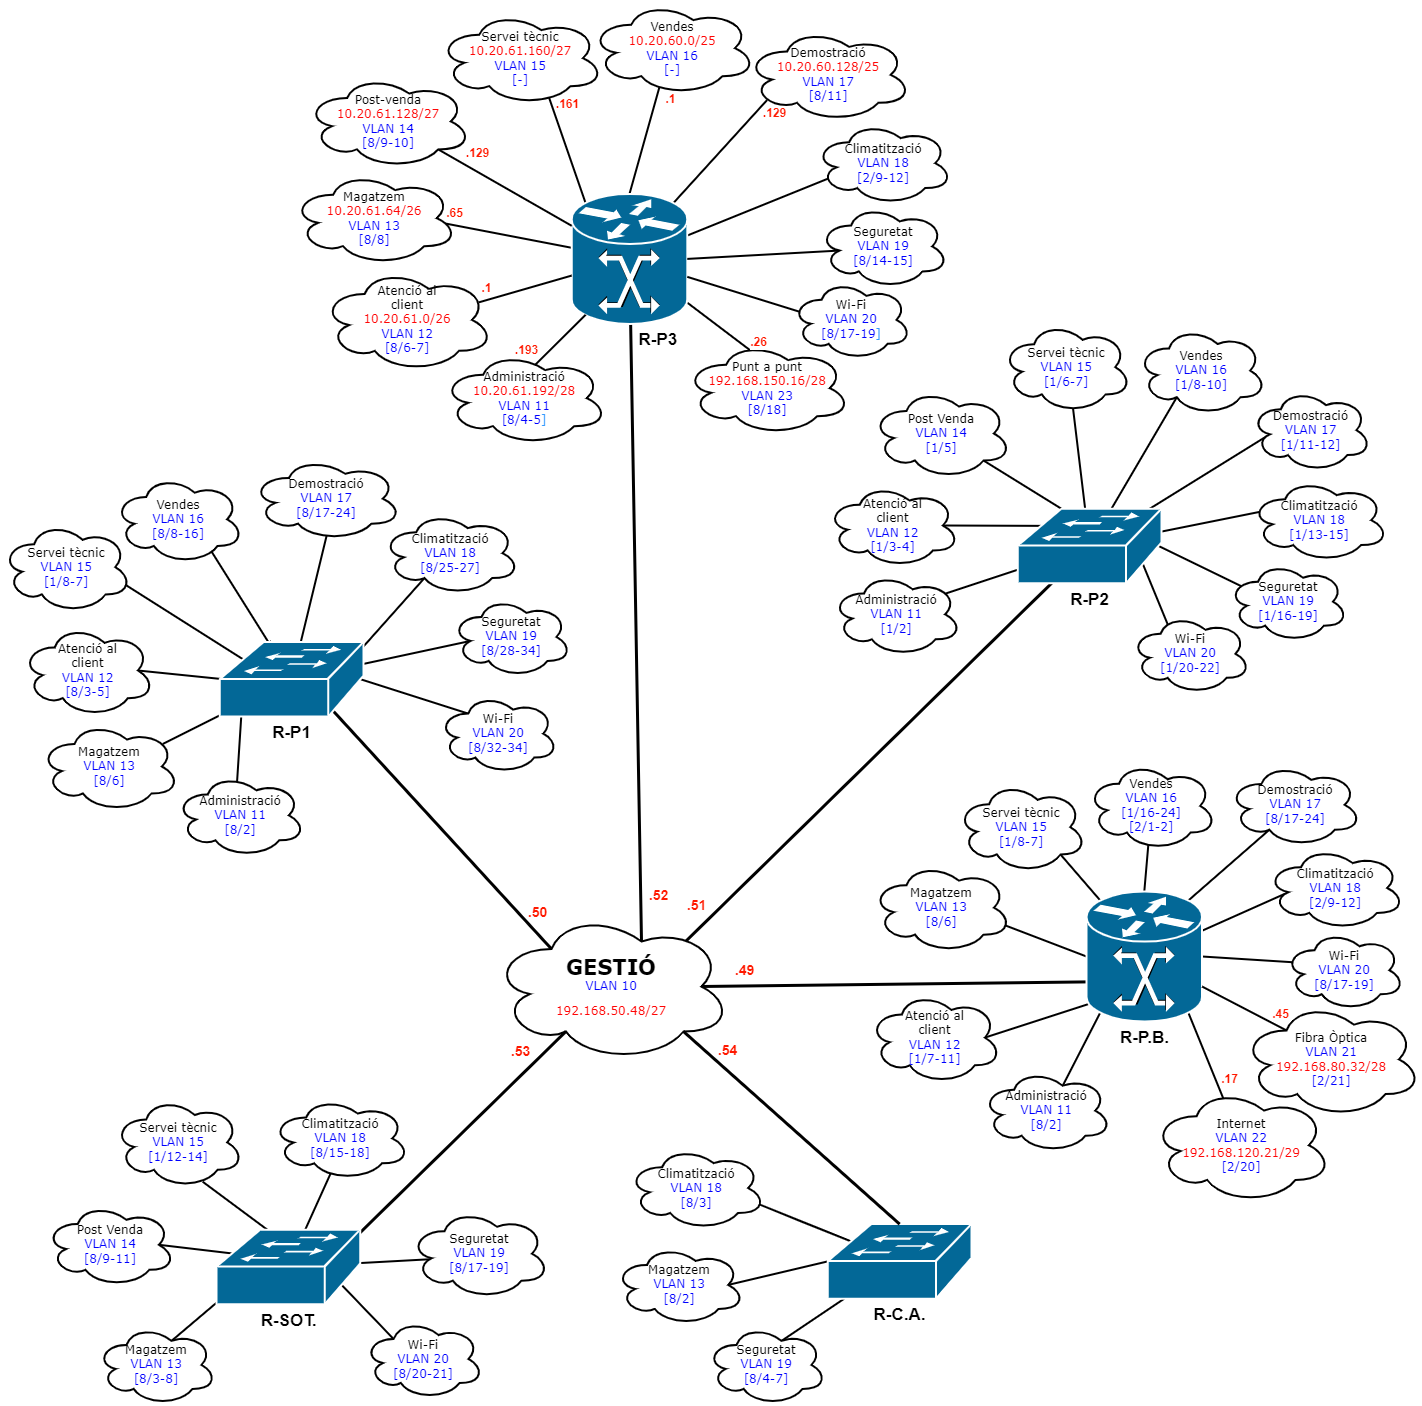 Servei tècnic
10.20.61.160/27
VLAN 15
[-]
.161
Vendes
10.20.60.0/25
VLAN 16
[-]
.1
Demostració
10.20.60.128/25
VLAN 17
[8/11]
.129
Post-venda
10.20.61.128/27
VLAN 14
[8/9-10]
.129
Climatització
VLAN 18
[2/9-12]
Magatzem
10.20.61.64/26
VLAN 13
[8/8]
.65
Seguretat
VLAN 19
[8/14-15]
Atenció al
client
10.20.61.0/26
VLAN 12
[8/6-7]
.1
Wi-Fi
VLAN 20
[8/17-19]
R-P3
.193
Administració
10.20.61.192/28
VLAN 11
[8/4-5]
.26
Punt a punt
192.168.150.16/28
VLAN 23
[8/18]
Servei tècnic
VLAN 15
[1/6-7]
Vendes
VLAN 16
[1/8-10]
Post Venda
VLAN 14
[1/5]
Demostració
VLAN 17
[1/11-12]
Atenció al
client
VLAN 12
[1/3-4]
Climatització
VLAN 18
[1/13-15]
Administració
VLAN 11
[1/2]
R-P2
Seguretat
VLAN 19
[1/16-19]
Wi-Fi
VLAN 20
[1/20-22]
Demostració
VLAN 17
[8/17-24]
Vendes
VLAN 16
[8/8-16]
Servei tècnic
VLAN 15
[1/8-7]
Climatització
VLAN 18
[8/25-27]
Atenció al
client
VLAN 12
[8/3-5]
Seguretat
VLAN 19
[8/28-34]
R-P1
Magatzem
VLAN 13
[8/6]
Wi-Fi
VLAN 20
[8/32-34]
Administració
VLAN 11
[8/2]
.50
.52
.51
.49
GESTIÓ
VLAN 10
192.168.50.48/27
.53
.54
Servei tècnic
VLAN 15
[1/8-7]
Vendes
VLAN 16
[1/16-24]
[2/1-2]
Demostració
VLAN 17
[8/17-24]
Magatzem
VLAN 13
[8/6]
Climatització
VLAN 18
[2/9-12]
Wi-Fi
VLAN 20
[8/17-19]
Atenció al
client
VLAN 12
[1/7-11]
R-P.B.
.45
Fibra Òptica
VLAN 21
192.168.80.32/28
[2/21]
Administració
VLAN 11
[8/2]
.17
Internet
VLAN 22
192.168.120.21/29
[2/20]
Servei tècnic
VLAN 15
[1/12-14]
Climatització
VLAN 18
[8/15-18]
Post Venda
VLAN 14
[8/9-11]
Seguretat
VLAN 19
[8/17-19]
R-SOT.
Magatzem
VLAN 13
[8/3-8]
Wi-Fi
VLAN 20
[8/20-21]
Climatització
VLAN 18
[8/3]
Magatzem
VLAN 13
[8/2]
R-C.A.
Seguretat
VLAN 19
[8/4-7]